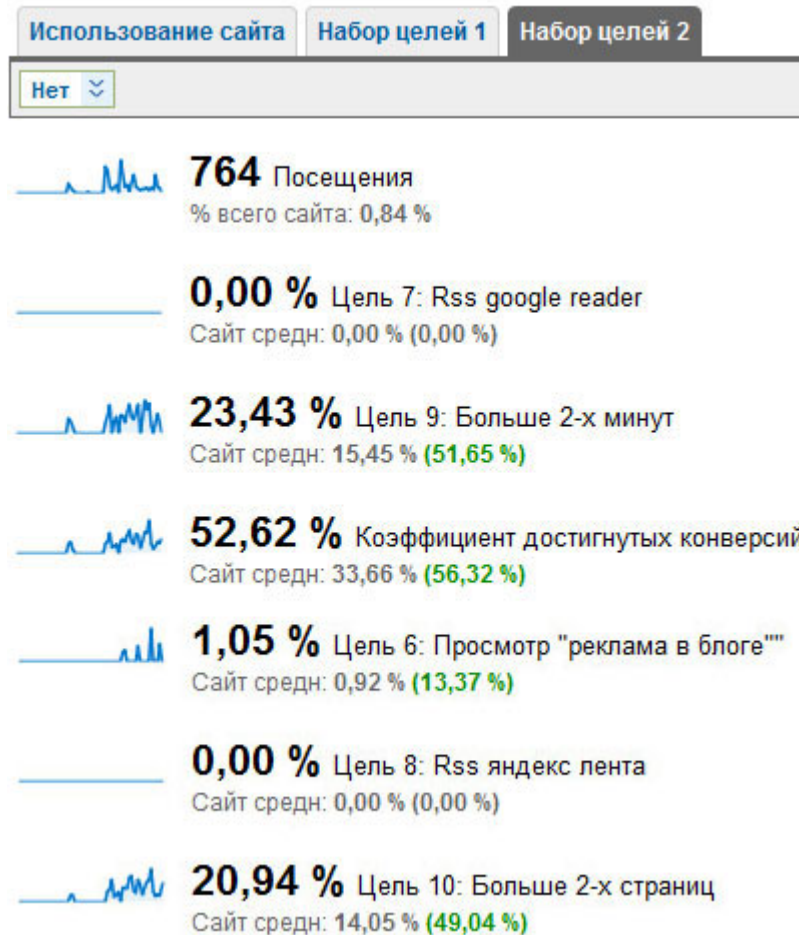 Использование сайта Набор целей 1 Набор целей 2
Нет
764 Посещения
% всего сайта: 0,84 %
0,00 % Цель 7: Rss google reader
Сайт средн: 0,00 % (0,00 %)
23,43 % Цель 9: Больше 2-х минут
Сайт средн: 15,45 % (51,65 %)
52,62 % Коэффициент достигнутых конверсий
Сайт средн: 33,66 % (56,32 %)
1,05 % Цель 6: Просмотр "реклама в блоге""
Сайт средн: 0,92 % (13,37 %)
0,00 % Цель 8: Rss яндекс лента
Сайт средн: 0,00 % (0,00 %)
20,94 % Цель 10: Больше 2-х страниц
Сайт средн: 14,05 % (49,04 %)